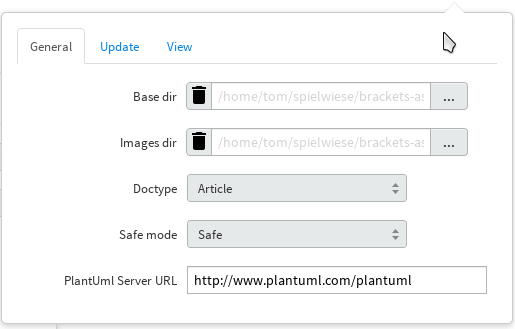 General Update View
Base dir /home/tom/spielwiese/brackets-as ...
Images dir /home/tom/spielwiese/brackets-as ...
Doctype Article
Safe mode Safe
PlantUml Server URL http://www.plantuml.com/plantuml